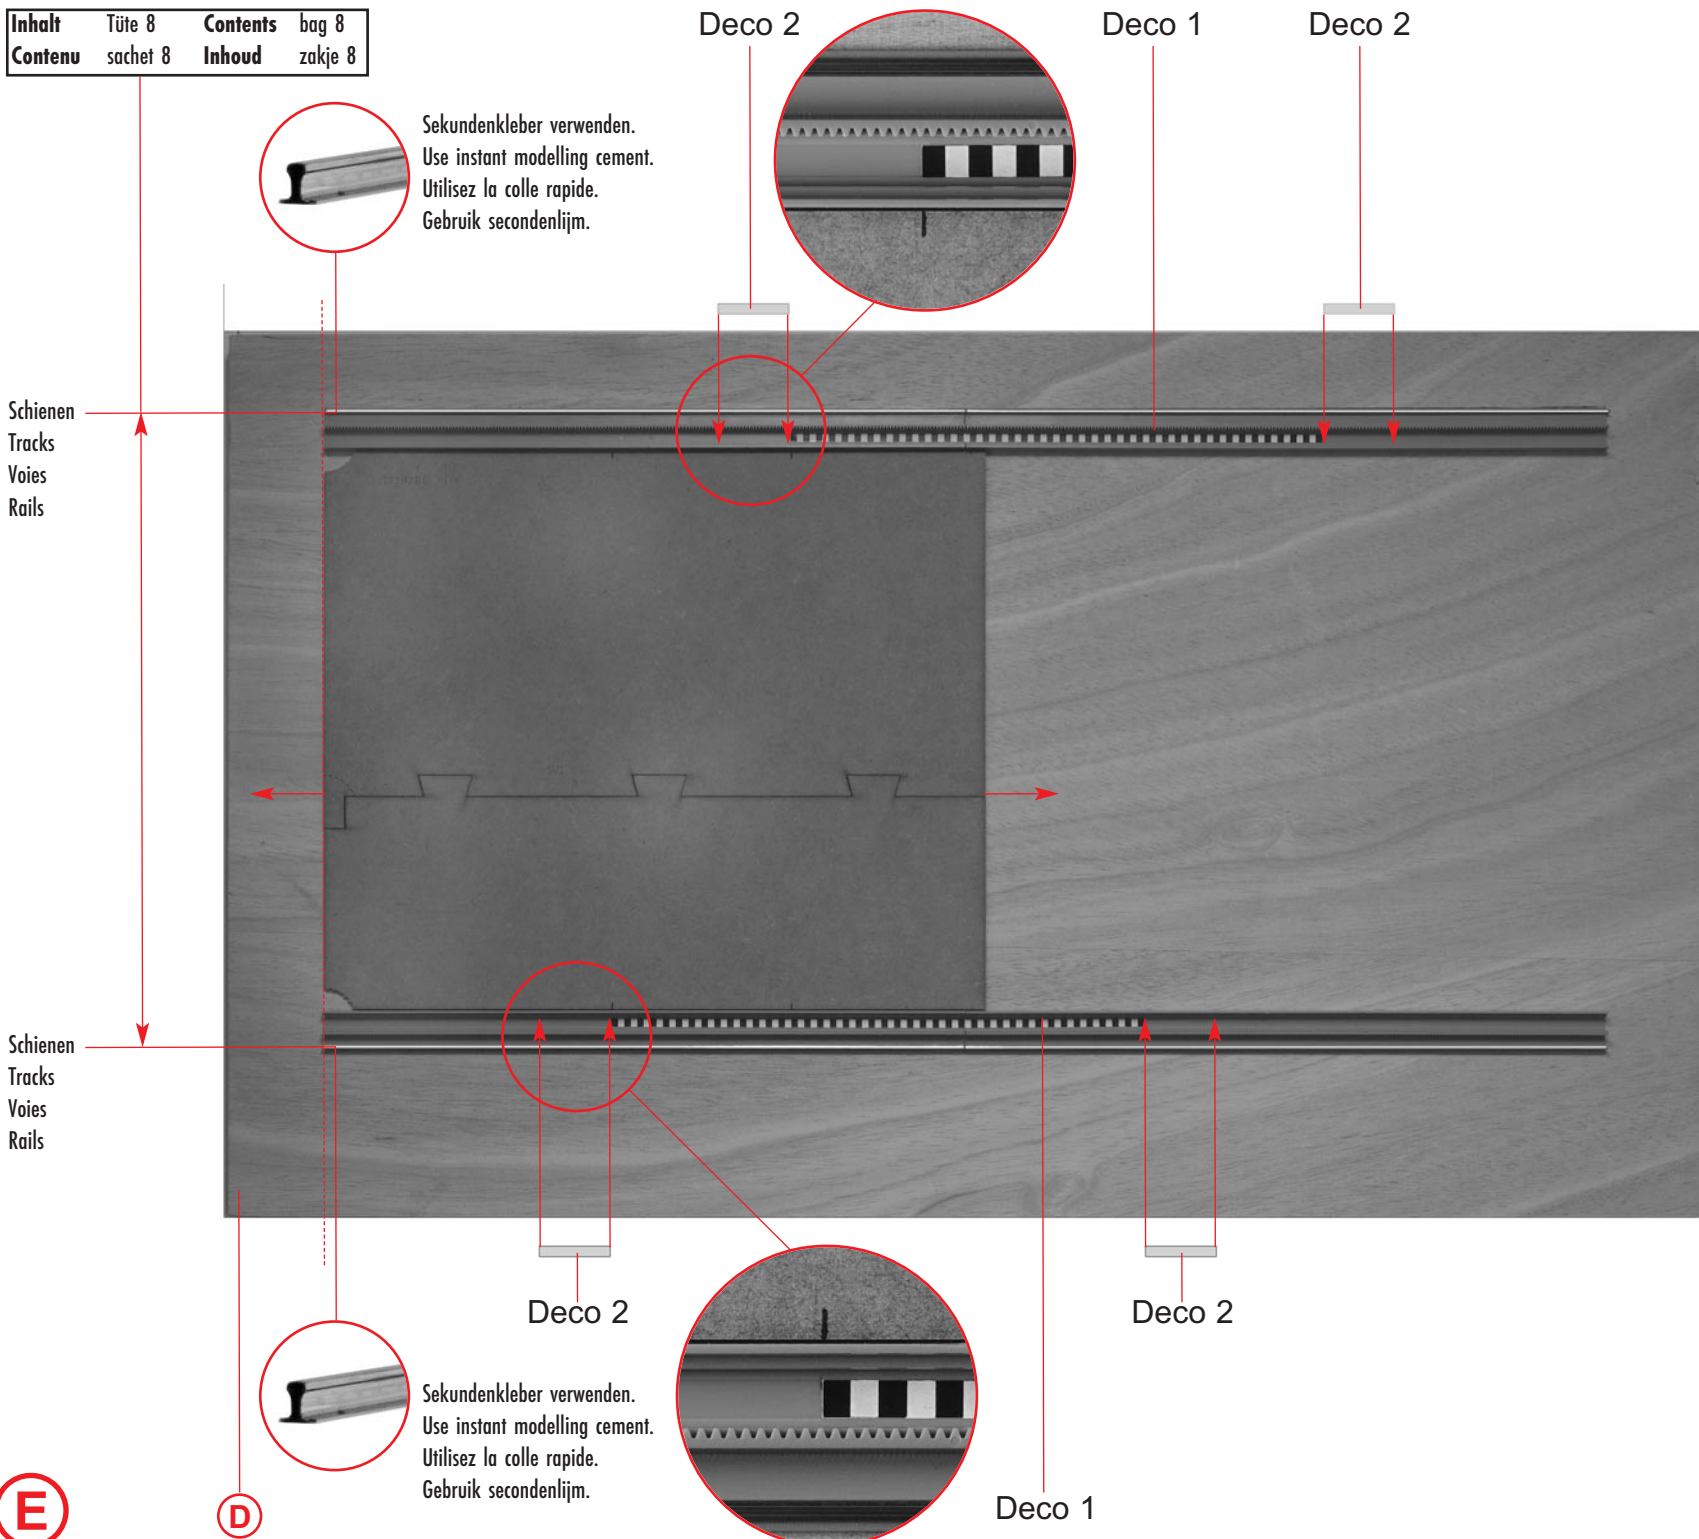 Inhalt Tüte 8 Contents bag 8
Contenu sachet 8 Inhoud zakje 8
Deco 2
Deco 1
Deco 2
Sekundenkleber verwenden.
Use instant modelling cement.
Utilisez la colle rapide.
Gebruik secondenlijm.
Schienen
Tracks
Voies
Rails
Schienen
Tracks
Voies
Rails
Deco 2
Deco 2
Sekundenkleber verwenden.
Use instant modelling cement.
Utilisez la colle rapide.
Gebruik secondenlijm.
Deco 1
E
D